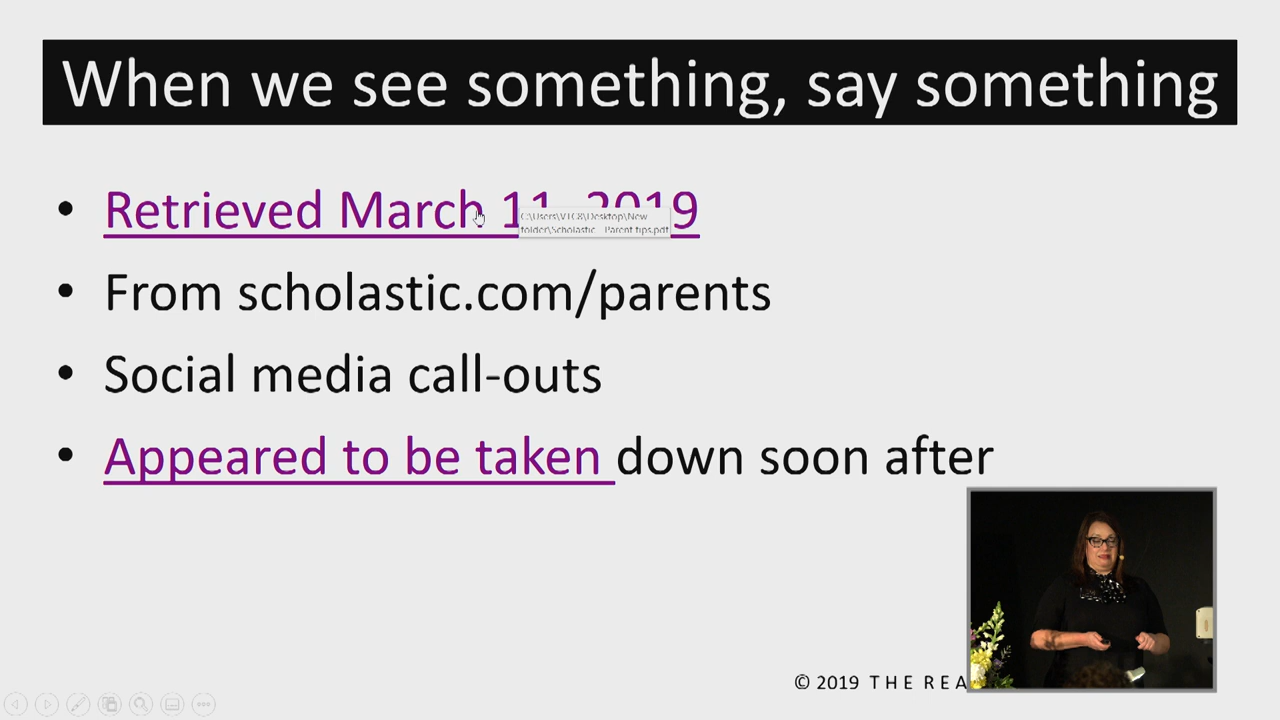 When we see something, say something
• Retrieved March 11, 2019
C:\Users\VTC8\Desktop\New
folder\Scholastic - Parent tips.pdf
• From scholastic.com/parents
• Social media call-outs
• Appeared to be taken down soon after
© 2019 THE REA